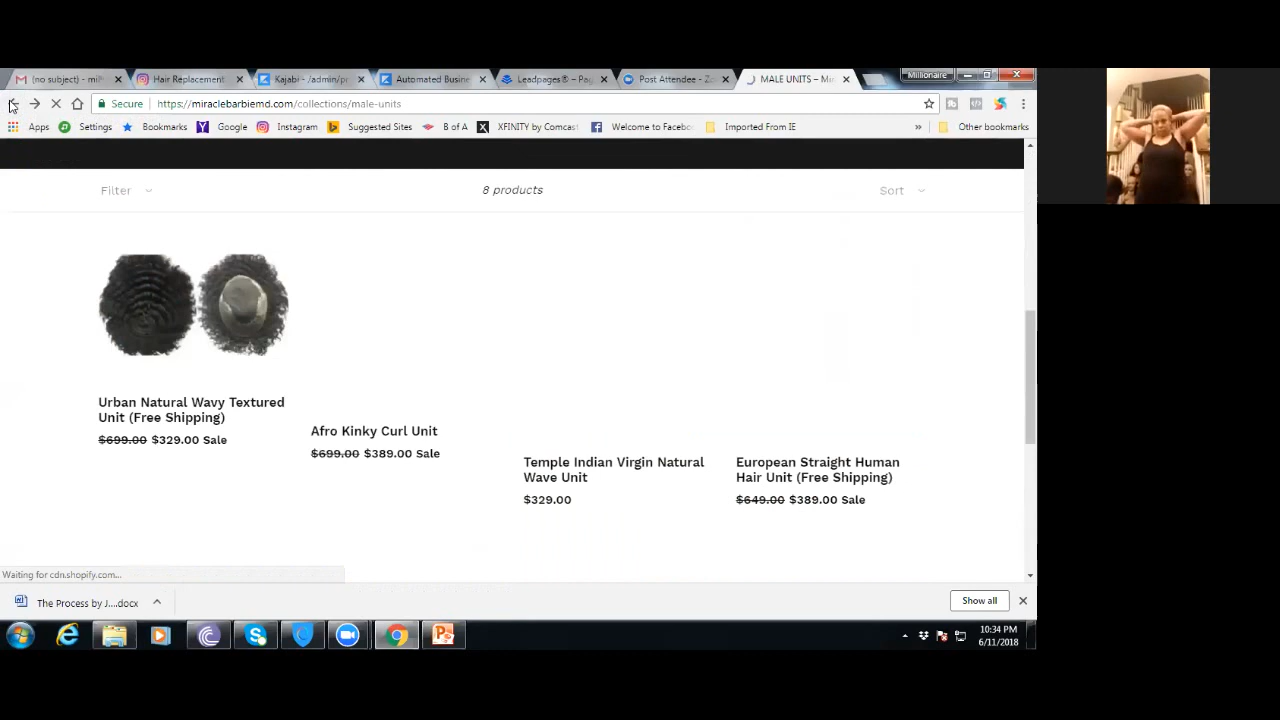 (no subject) - mil
Hair Replacement
Kajabi - /admin/pr
Automated Busine
Leadpages® – Pag
Post Attendee - Zo
MALE UNITS – Mi
Millionaire
Secure
https://miraclebarbiemd.com/collections/male-units
Apps
Settings
Bookmarks
Google
Instagram
Suggested Sites
B of A
XFINITY by Comcast
Welcome to Facebo
Imported From IE
»
Other bookmarks
Filter
8 products
Sort
Urban Natural Wavy Textured
Unit (Free Shipping)
$699.00 $329.00 Sale
Afro Kinky Curl Unit
$699.00 $389.00 Sale
Temple Indian Virgin Natural
Wave Unit
$329.00
European Straight Human
Hair Unit (Free Shipping)
$649.00 $389.00 Sale
Waiting for cdn.shopify.com...
The Process by J....docx
Show all
10:34 PM
6/11/2018